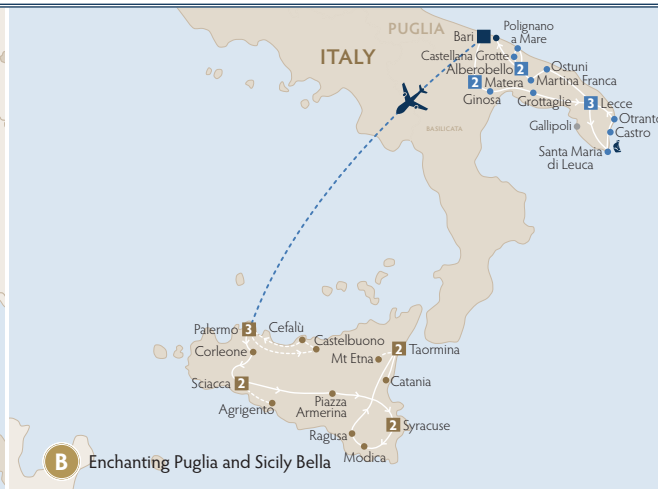 PUGLIA
Bari
Polignano
a Mare
ITALY
Castellana Grotte
Alberobello 2
Ostuni
2 Matera
Martina Franca
Ginosa
Grottaglie
3 Lecce
Otranto
Gallipoli
Castro
BASILICATA
Santa Maria
di Leuca
Palermo 3
Cefalù
Castelbuono
Corleone
Mt Etna
2 Taormina
Sciacca 2
Catania
Agrigento
Piazza
Armerina
2 Syracuse
Ragusa
Modica
B Enchanting Puglia and Sicily Bella